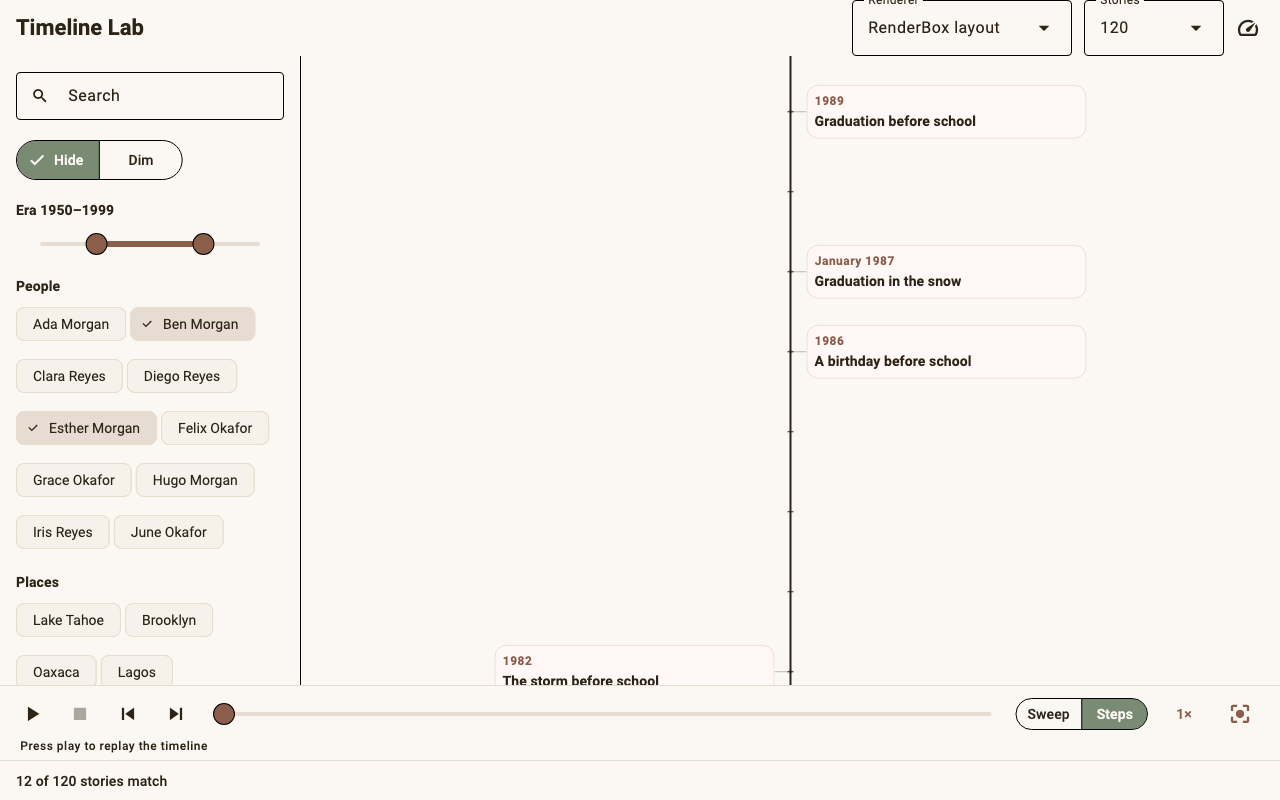 Timeline Lab
Renderer
RenderBox layout
Stories
120
Search
Hide
Dim
Era 1950–1999
People
Ada Morgan
Ben Morgan
Clara Reyes
Diego Reyes
Esther Morgan
Felix Okafor
Grace Okafor
Hugo Morgan
Iris Reyes
June Okafor
Places
Lake Tahoe
Brooklyn
Oaxaca
Lagos
1989
Graduation before school
January 1987
Graduation in the snow
1986
A birthday before school
1982
The storm before school
Sweep
Steps
1×
Press play to replay the timeline
12 of 120 stories match